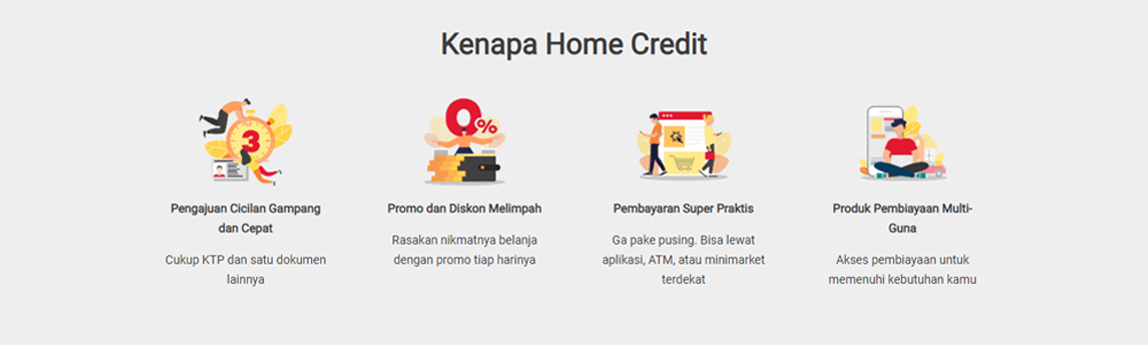 Kenapa Home Credit
3
0%
Pengajuan Cicilan Gampang
dan Cepat
Cukup KTP dan satu dokumen
lainnya
Promo dan Diskon Melimpah
Rasakan nikmatnya belanja
dengan promo tiap harinya
Pembayaran Super Praktis
Ga pake pusing. Bisa lewat
aplikasi, ATM, atau minimarket
terdekat
Produk Pembiayaan Multi-
Guna
Akses pembiayaan untuk
memenuhi kebutuhan kamu